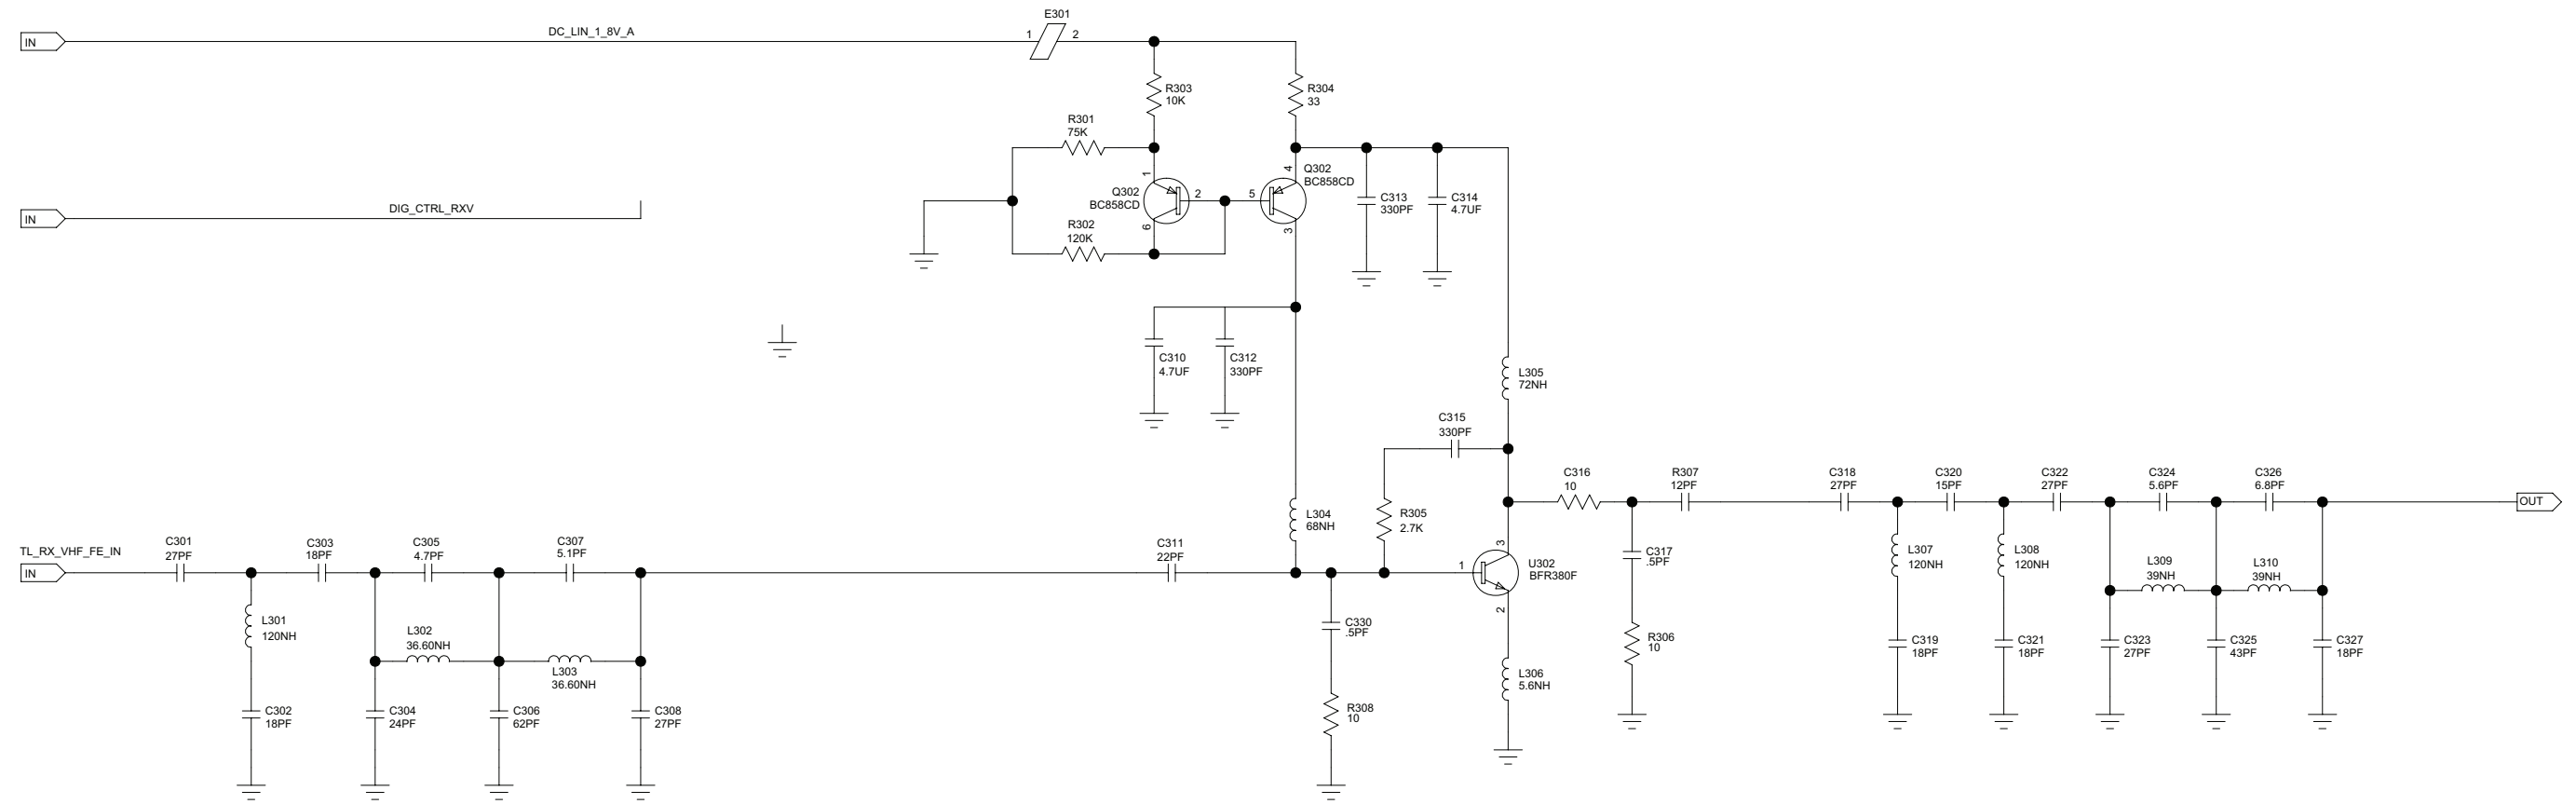 E301
IN
DC_LIN_1_8V_A
1
2
R303
10K
R304
33
R301
75K
Q302
BC858CD
1
2
6
5
4
3
Q302
BC858CD
C313
330PF
C314
4.7UF
IN
DIG_CTRL_RXV
R302
120K
C310
4.7UF
C312
330PF
L305
72NH
C315
330PF
C316
10
R307
12PF
C318
27PF
C320
15PF
C322
27PF
C324
5.6PF
C326
6.8PF
OUT
L304
68NH
R305
2.7K
TL_RX_VHF_FE_IN
IN
C301
27PF
C303
18PF
C305
4.7PF
C307
5.1PF
C311
22PF
1
3
2
U302
BFR380F
C317
.5PF
L307
120NH
L308
120NH
L309
39NH
L310
39NH
L301
120NH
L302
36.60NH
L303
36.60NH
C330
.5PF
R306
10
C319
18PF
C321
18PF
C323
27PF
C325
43PF
C327
18PF
L306
5.6NH
C302
18PF
C304
24PF
C306
62PF
C308
27PF
R308
10